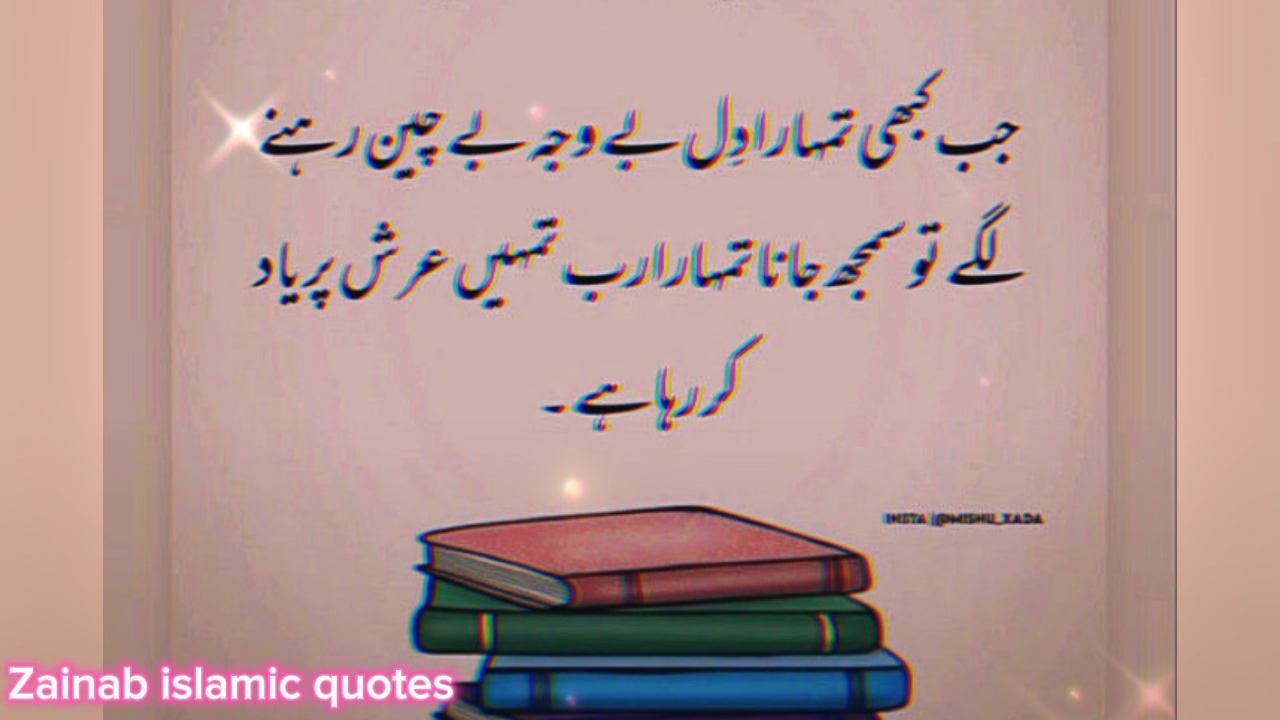 جب کبھی تمہارا دِل بے وجہ بے چین رہنے
لگے تو سمجھ جانا تمہارا رب تمہیں عرش پر یاد
کر رہا ہے ۔
INSTA |@MISHU_XADA
Zainab islamic quotes